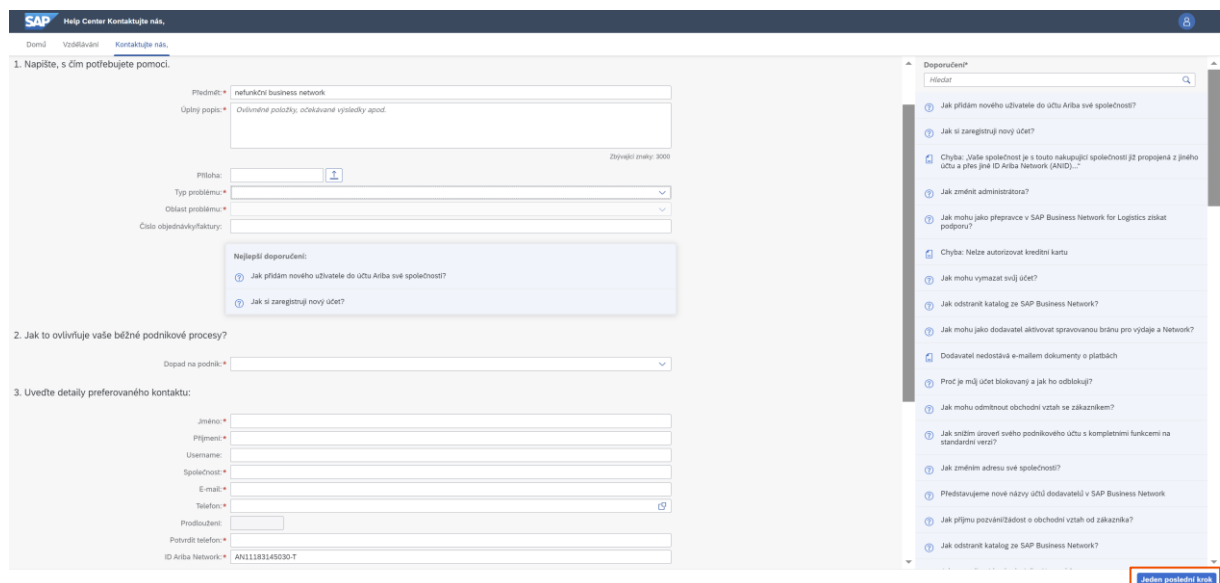 SAP Help Center Kontaktujte nás,
Domů Vzdělávání Kontaktujte nás,
1. Napište, s čím potřebujete pomoci.
Předmět:* nefunkční business network
Úplný popis:* Ovlivněné položky, očekávané výsledky apod.
Zbývající znaky: 3000
Příloha:
Typ problému:*
Oblast problému:*
Číslo objednávky/faktury:
Nejlepší doporučení:
Jak přidám nového uživatele do účtu Ariba své společnosti?
Jak si zaregistruji nový účet?
2. Jak to ovlivňuje vaše běžné podnikové procesy?
Dopad na podnik:*
3. Uveďte detaily preferovaného kontaktu:
Jméno:*
Příjmení:*
Username:
Společnost:*
E-mail:*
Telefon:*
Prodloužení:
Potvrdit telefon:*
ID Ariba Network:* AN11183145030-T
Doporučení*
Hledat
Jak přidám nového uživatele do účtu Ariba své společnosti?
Jak si zaregistruji nový účet?
Chyba: „Vaše společnost je s touto nakupující společností již propojená z jiného
účtu a přes jiné ID Ariba Network (ANID)...“
Jak změnit administrátora?
Jak mohu jako přepravce v SAP Business Network for Logistics získat
podporu?
Chyba: Nelze autorizovat kreditní kartu
Jak mohu vymazat svůj účet?
Jak odstranit katalog ze SAP Business Network?
Jak mohu jako dodavatel aktivovat spravovanou bránu pro výdaje a Network?
Dodavatel nedostává e-mailem dokumenty o platbách
Proč je můj účet blokovaný a jak ho odblokuji?
Jak mohu odmítnout obchodní vztah se zákazníkem?
Jak snížím úroveň svého podnikového účtu s kompletními funkcemi na
standardní verzi?
Jak změním adresu své společnosti?
Představujeme nové názvy účtů dodavatelů v SAP Business Network
Jak přijmu pozvání/žádost o obchodní vztah od zákazníka?
Jak odstranit katalog ze SAP Business Network?
Jeden poslední krok